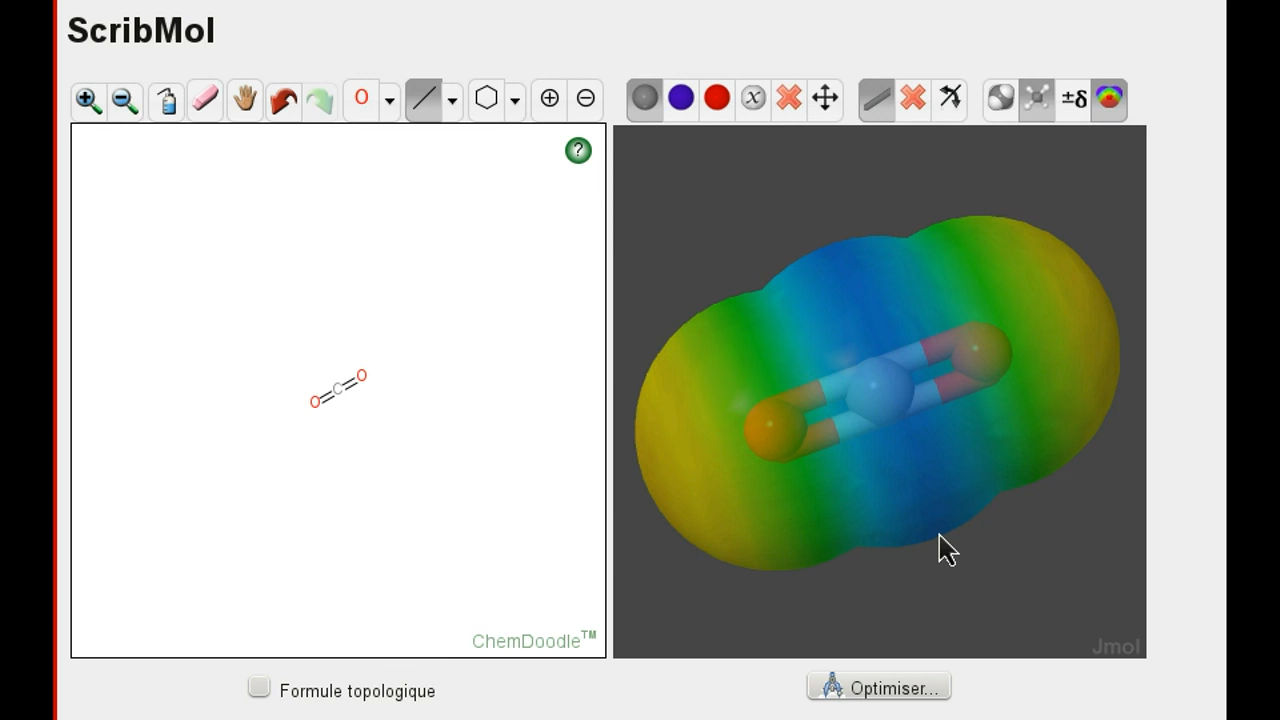 ScribMol
O
x
±δ
?
O
C
O
ChemDoodle™
Jmol
Formule topologique
Optimiser...